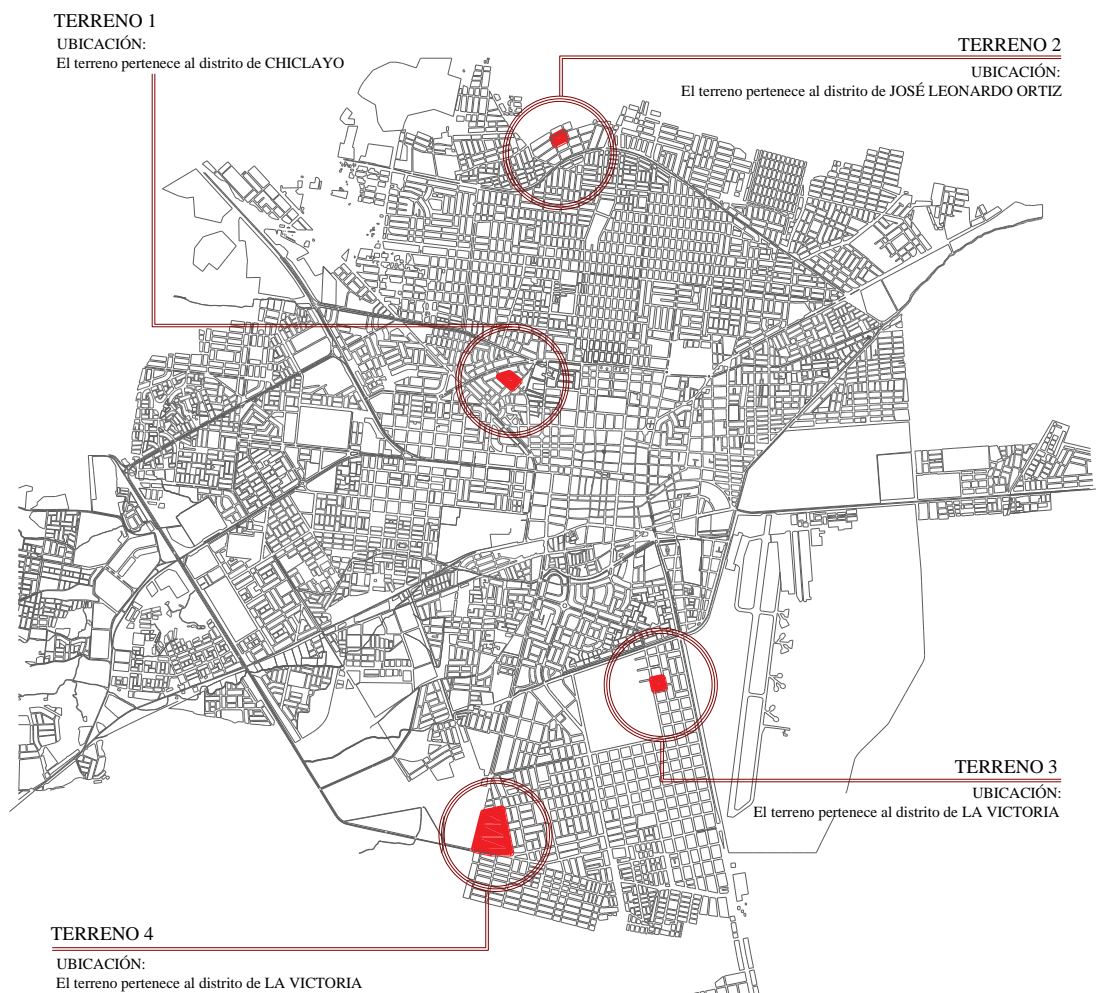 TERRENO 1
UBICACIÓN:
El terreno pertenece al distrito de CHICLAYO
TERRENO 2
UBICACIÓN:
El terreno pertenece al distrito de JOSÉ LEONARDO ORTIZ
TERRENO 3
UBICACIÓN:
El terreno pertenece al distrito de LA VICTORIA
TERRENO 4
UBICACIÓN:
El terreno pertenece al distrito de LA VICTORIA